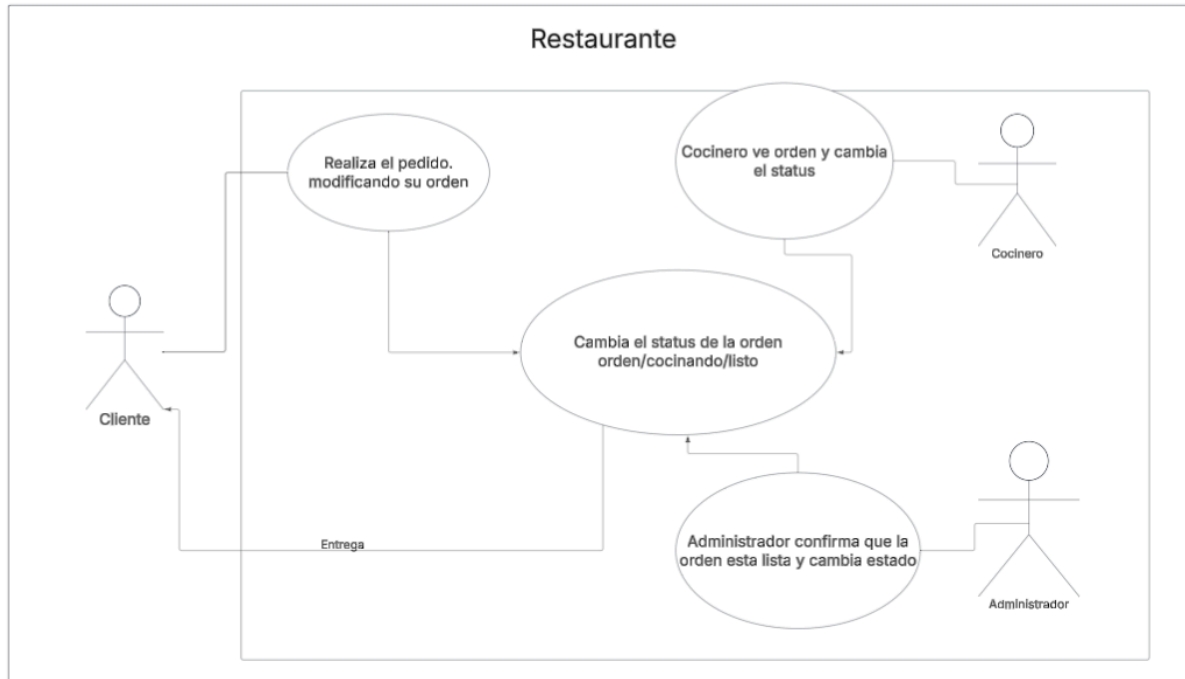 Restaurante
Realiza el pedido.
modificando su orden
Cocinero ve orden y cambia
el status
Cocinero
Cambia el status de la orden
orden/cocinando/listo
Cliente
Entrega
Administrador confirma que la
orden esta lista y cambia estado
Administrador